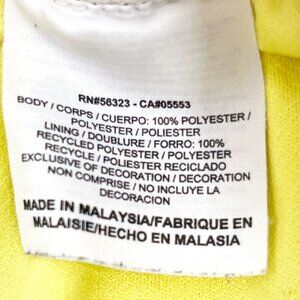 RN#56323 - CA#05553
BODY / CORPS / CUERPO: 100% POLYESTER /
POLYESTER / POLIESTER
LINING / DOUBLURE / FORRO: 100%
RECYCLED POLYESTER / POLYESTER
RECYCLE / POLIESTER RECICLADO
EXCLUSIVE OF DECORATION / DECORATION
NON COMPRISE / NO INCLUYE LA
DECORACION
MADE IN MALAYSIA/FABRIQUE EN
MALAISIE/HECHO EN MALASIA